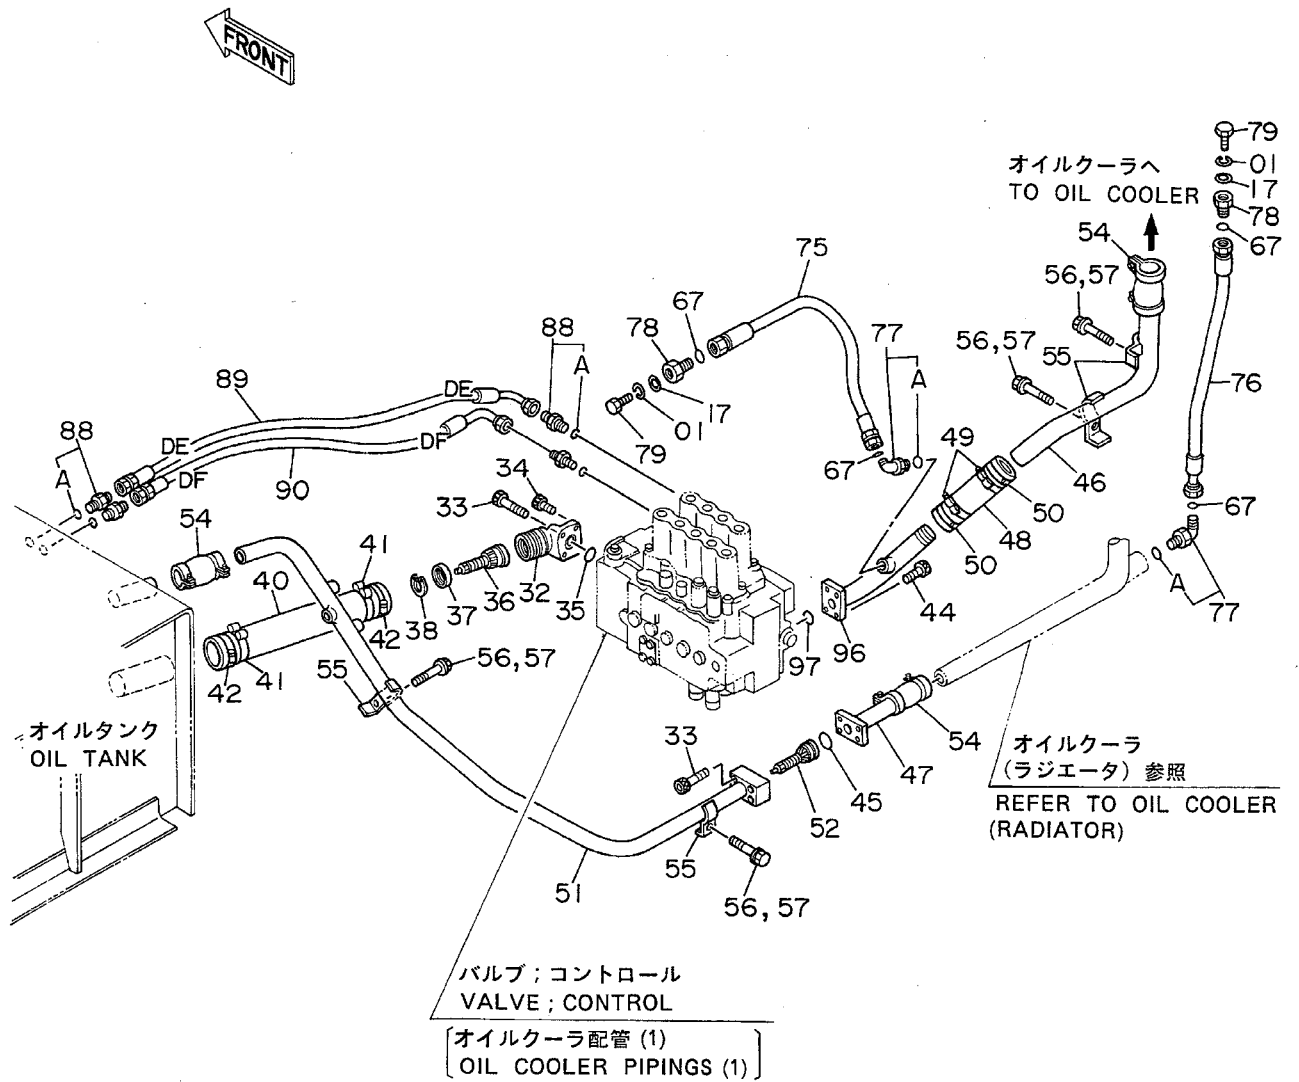 FRONT
79
01
17
78
67
オイルクーラへ
TO OIL COOLER
54
56,57
56,57
55
75
67
78
88
A
77
A
76
89
DE
DE
17
01
79
88
A
DF
DF
90
67
49
46
50
48
50
67
A
77
34
33
54
41
40
38
37
36
32
35
42
41
42
44
96
97
55
56,57
オイルタンク
OIL TANK
33
54
47
45
52
オイルクーラ
(ラジエータ) 参照
REFER TO OIL COOLER
(RADIATOR)
55
51
56,57
バルブ ; コントロール
VALVE ; CONTROL
オイルクーラ配管 (1)
OIL COOLER PIPINGS (1)